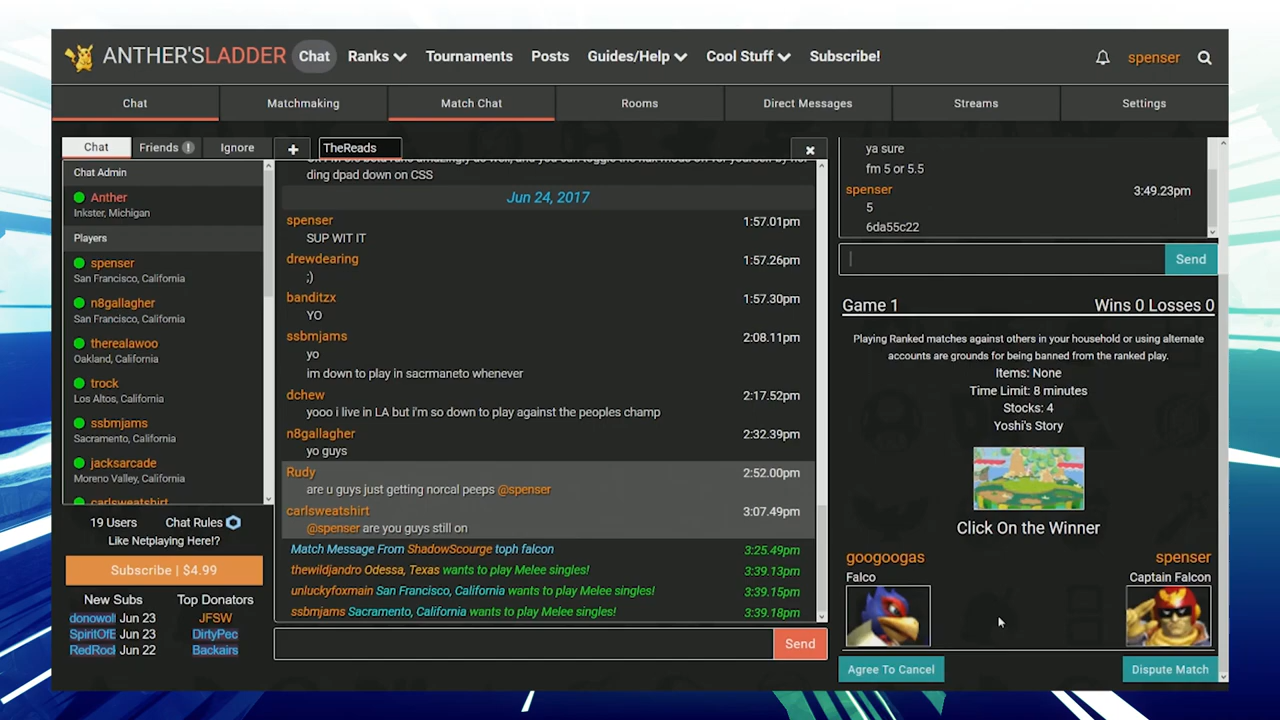 ANTHER'SLADDER Chat Ranks Tournaments Posts Guides/Help Cool Stuff Subscribe! spenser
Chat Matchmaking Match Chat Rooms Direct Messages Streams Settings
Chat Friends ! Ignore + TheReads x
Chat Admin
Anther
Inkster, Michigan
Players
spenser
San Francisco, California
n8gallagher
San Francisco, California
therealawoo
Oakland, California
trock
Los Altos, California
ssbmjams
Sacramento, California
jacksarcade
Moreno Valley, California
carlsweatshirt
19 Users Chat Rules
Like Netplaying Here!?
Subscribe | $4.99
New Subs Top Donators
donowoll Jun 23 JFSW
SpiritOfE Jun 23 DirtyPec
RedRock Jun 22 Backairs
ding dpad down on CSS
Jun 24, 2017
spenser 1:57.01pm
SUP WIT IT
drewdearing 1:57.26pm
;)
banditzx 1:57.30pm
YO
ssbmjams 2:08.11pm
yo
im down to play in sacrmaneto whenever
dchew 2:17.52pm
yooo i live in LA but i'm so down to play against the peoples champ
n8gallagher 2:32.39pm
yo guys
Rudy 2:52.00pm
are u guys just getting norcal peeps @spenser
carlsweatshirt 3:07.49pm
@spenser are you guys still on
Match Message From ShadowScourge toph falcon 3:25.49pm
thewildjandro Odessa, Texas wants to play Melee singles! 3:39.13pm
unluckyfoxmain San Francisco, California wants to play Melee singles! 3:39.15pm
ssbmjams Sacramento, California wants to play Melee singles! 3:39.18pm
Send
ya sure
fm 5 or 5.5
spenser 3:49.23pm
5
6da55c22
Send
Game 1 Wins 0 Losses 0
Playing Ranked matches against others in your household or using alternate
accounts are grounds for being banned from the ranked play.
Items: None
Time Limit: 8 minutes
Stocks: 4
Yoshi's Story
Click On the Winner
googoogas spenser
Falco Captain Falcon
Agree To Cancel Dispute Match